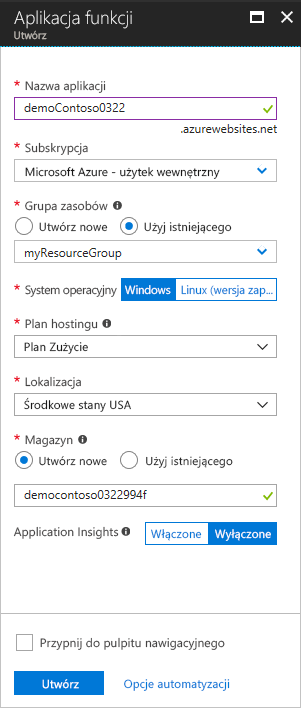 Aplikacja funkcji
Utwórz
* Nazwa aplikacji
demoContoso0322
.azurewebsites.net
* Subskrypcja
Microsoft Azure - użytek wewnętrzny
* Grupa zasobów
Utwórz nowe Użyj istniejącego
myResourceGroup
* System operacyjny Windows Linux (wersja zap...
* Plan hostingu
Plan Zużycie
* Lokalizacja
Środkowe stany USA
* Magazyn
Utwórz nowe Użyj istniejącego
democontoso0322994f
Application Insights Włączone Wyłączone
Przypnij do pulpitu nawigacyjnego
Utwórz Opcje automatyzacji